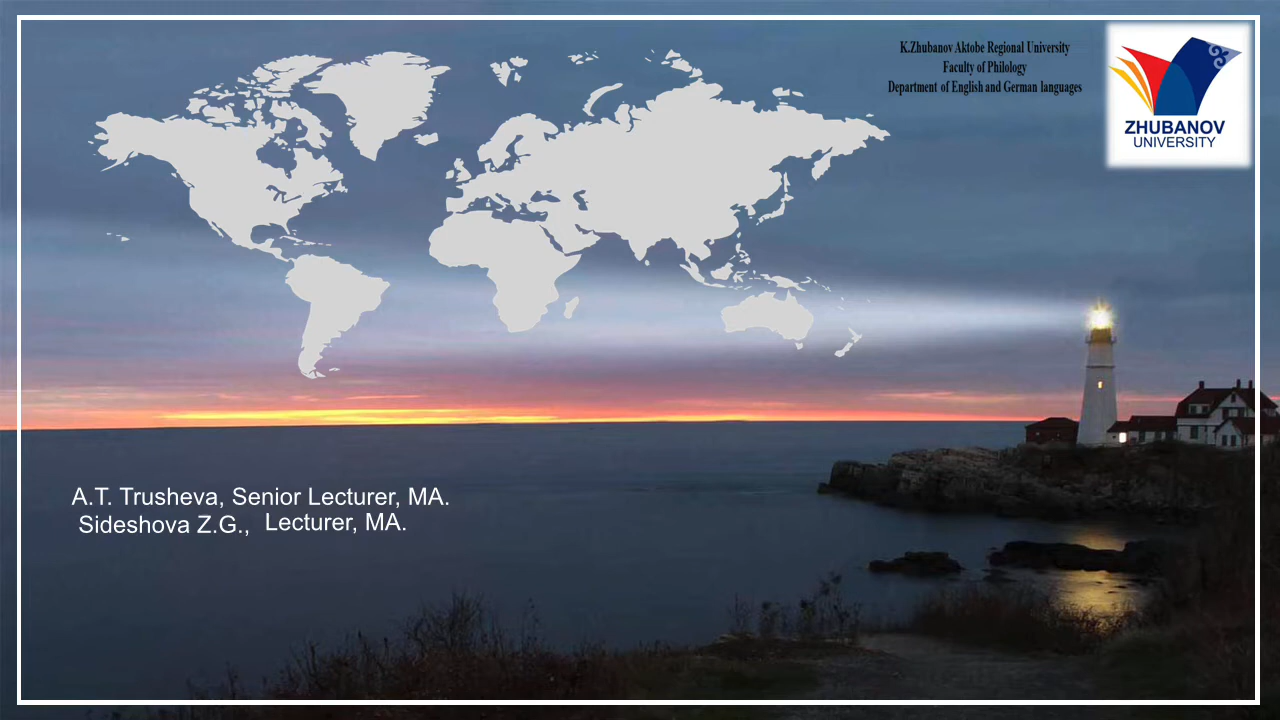 K.Zhubanov Aktobe Regional University
Faculty of Philology
Department of English and German languages
ZHUBANOV
UNIVERSITY
A.T. Trusheva, Senior Lecturer, MA.
Sideshova Z.G., Lecturer, MA.